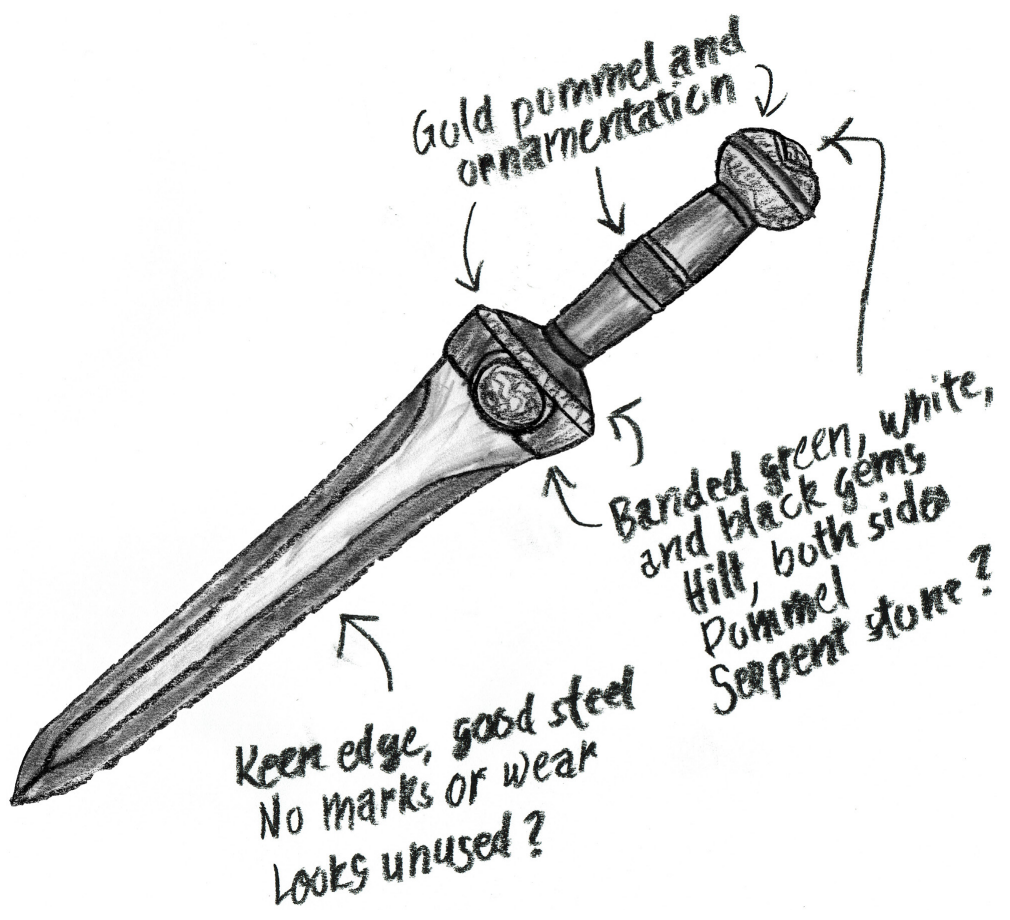 Gold pommel and
ornamentation
Banded green, white,
and black gems
Hilt, both side
Pommel
Serpent stone?
Keen edge, good steel
No marks or wear
Looks unused?